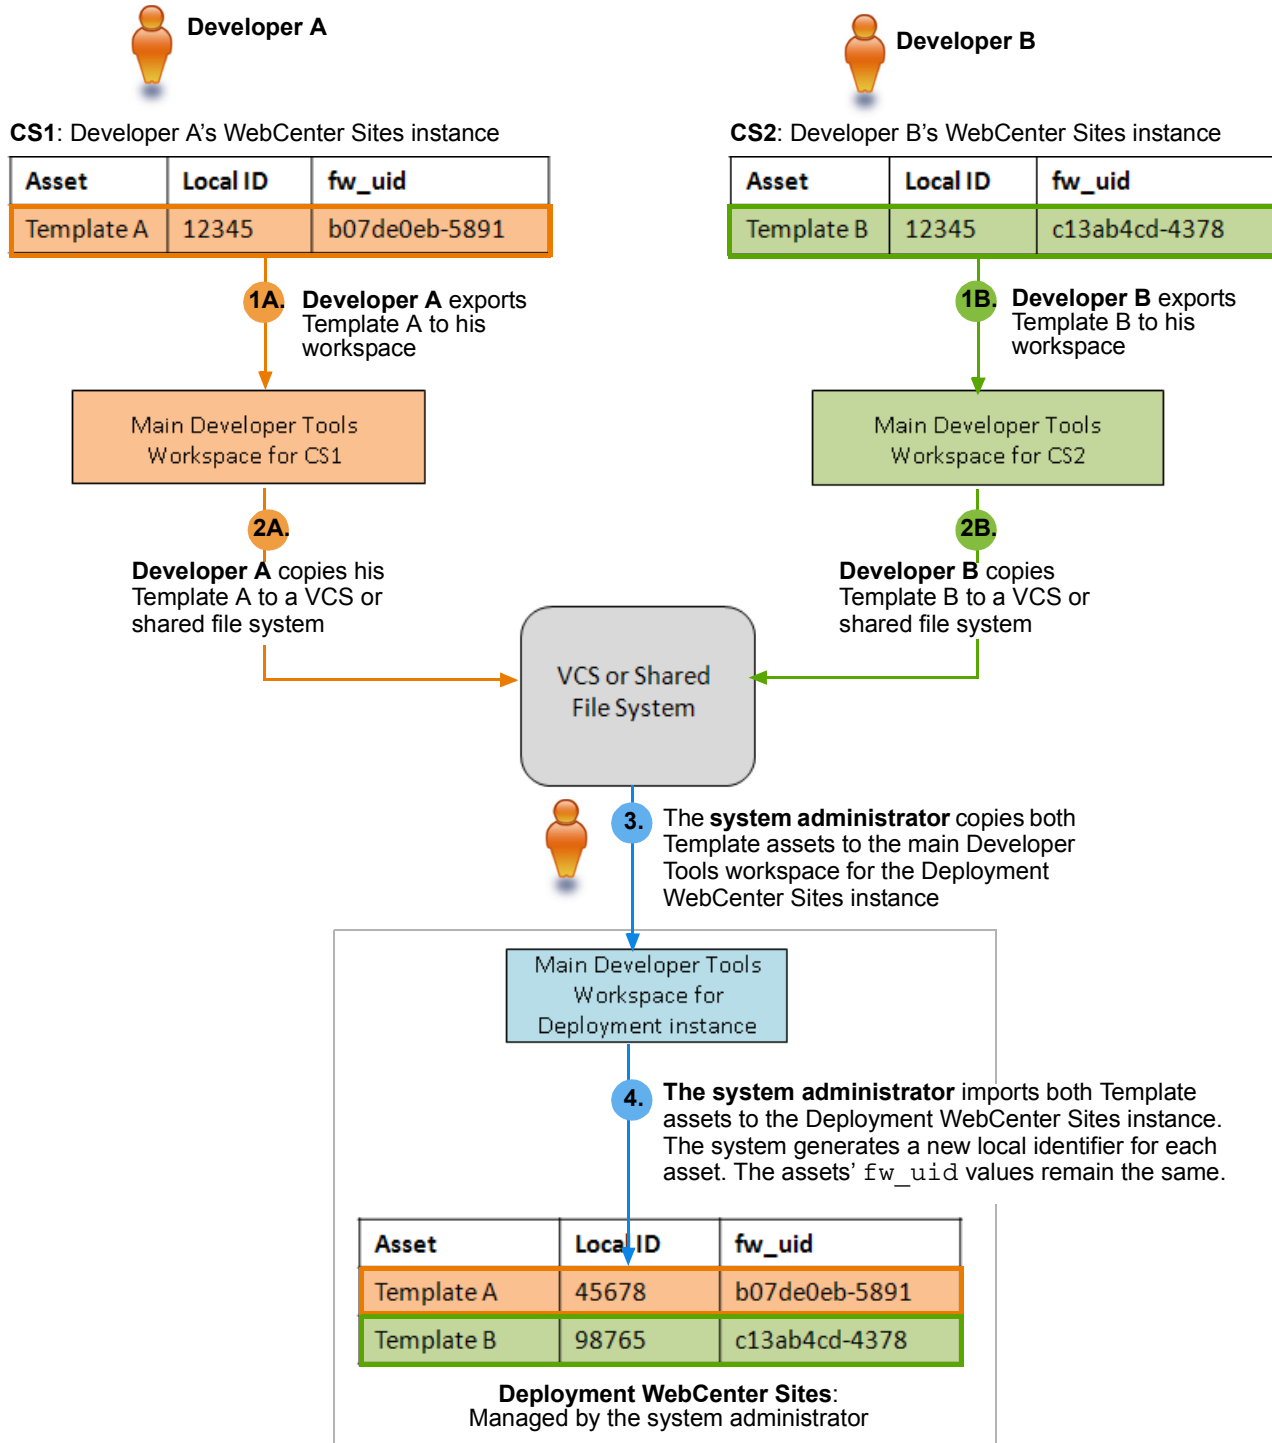 Developer A
Developer B
CS1: Developer A's WebCenter Sites instance
CS2: Developer B's WebCenter Sites instance
Asset Local ID fw_uid
Template A 12345 b07de0eb-5891
Asset Local ID fw_uid
Template B 12345 c13ab4cd-4378
1A. Developer A exports
Template A to his
workspace
1B. Developer B exports
Template B to his
workspace
Main Developer Tools
Workspace for CS1
Main Developer Tools
Workspace for CS2
2A.
Developer A copies his
Template A to a VCS or
shared file system
2B.
Developer B copies
Template B to a VCS or
shared file system
VCS or Shared
File System
3. The system administrator copies both
Template assets to the main Developer
Tools workspace for the Deployment
WebCenter Sites instance
Main Developer Tools
Workspace for
Deployment instance
4. The system administrator imports both Template
assets to the Deployment WebCenter Sites instance.
The system generates a new local identifier for each
asset. The assets' fw_uid values remain the same.
Asset Local ID fw_uid
Template A 45678 b07de0eb-5891
Template B 98765 c13ab4cd-4378
Deployment WebCenter Sites:
Managed by the system administrator